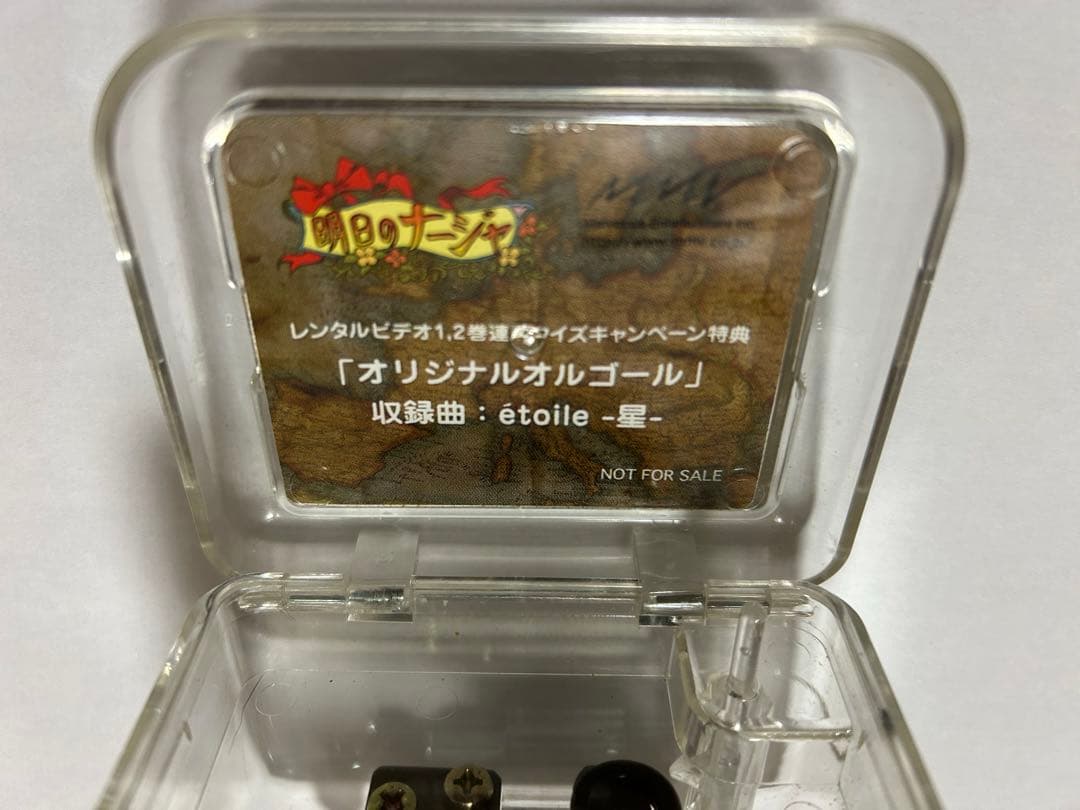 明日のナージャ
レンタルビデオ1,2巻連動クイズキャンペーン特典
「オリジナルオルゴール」
収録曲：étoile -星-
NOT FOR SALE